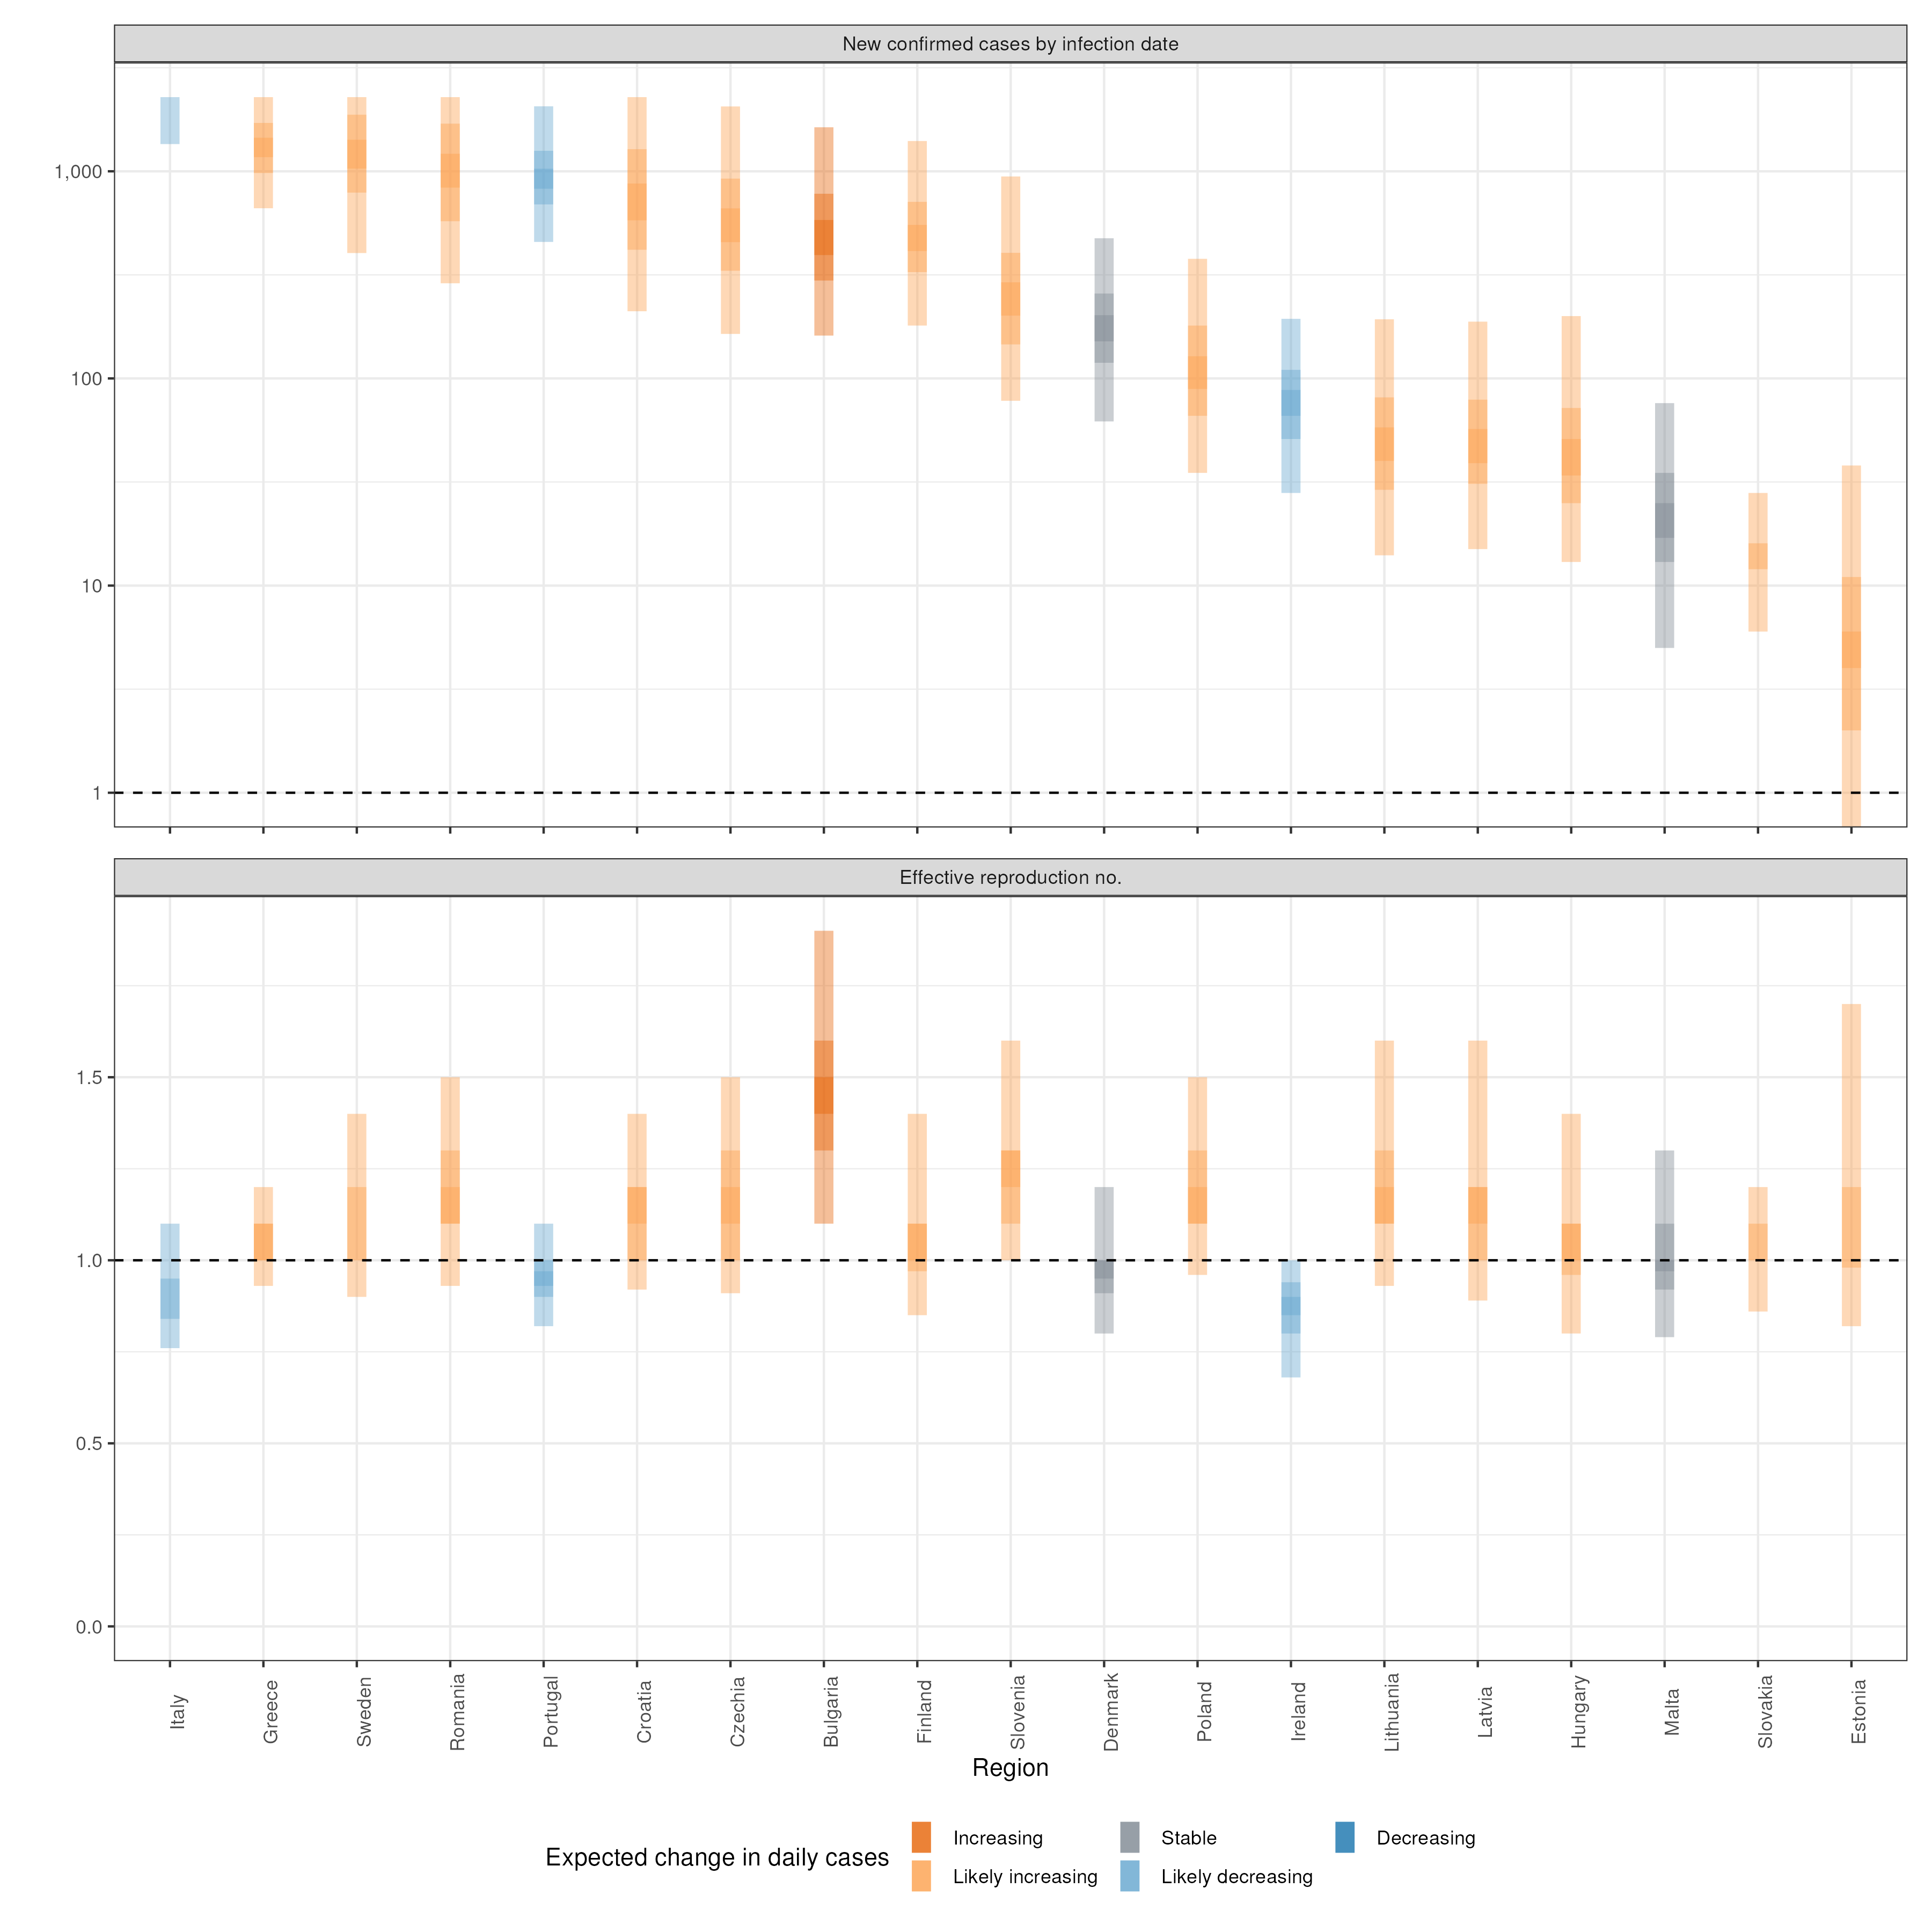 New confirmed cases by infection date
1,000
100
10
1
Effective reproduction no.
1.5
1.0
0.5
0.0
Italy
Greece
Sweden
Romania
Portugal
Croatia
Czechia
Bulgaria
Finland
Slovenia
Denmark
Poland
Ireland
Lithuania
Latvia
Hungary
Malta
Slovakia
Estonia
Region
Expected change in daily cases
Increasing
Likely increasing
Stable
Likely decreasing
Decreasing